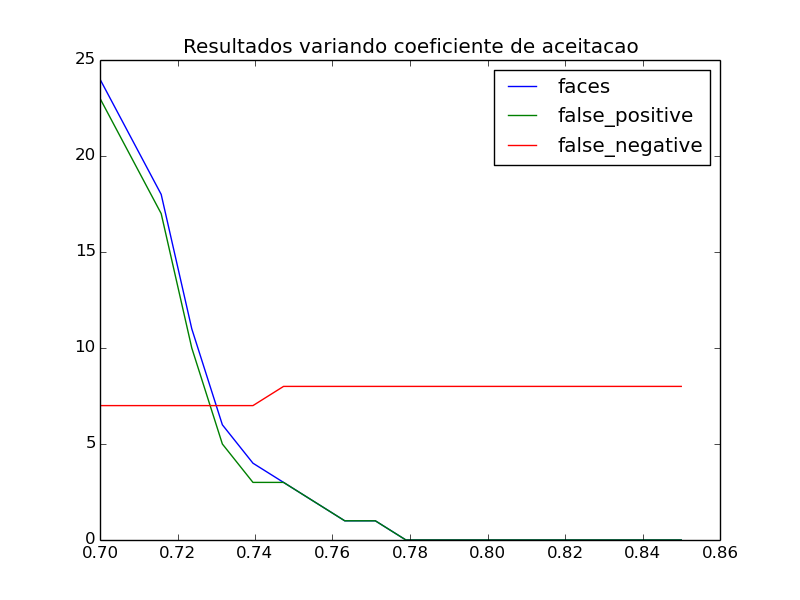 Resultados variando coeficiente de aceitacao
25
20
15
10
5
0
faces
false_positive
false_negative
0.70 0.72 0.74 0.76 0.78 0.80 0.82 0.84 0.86